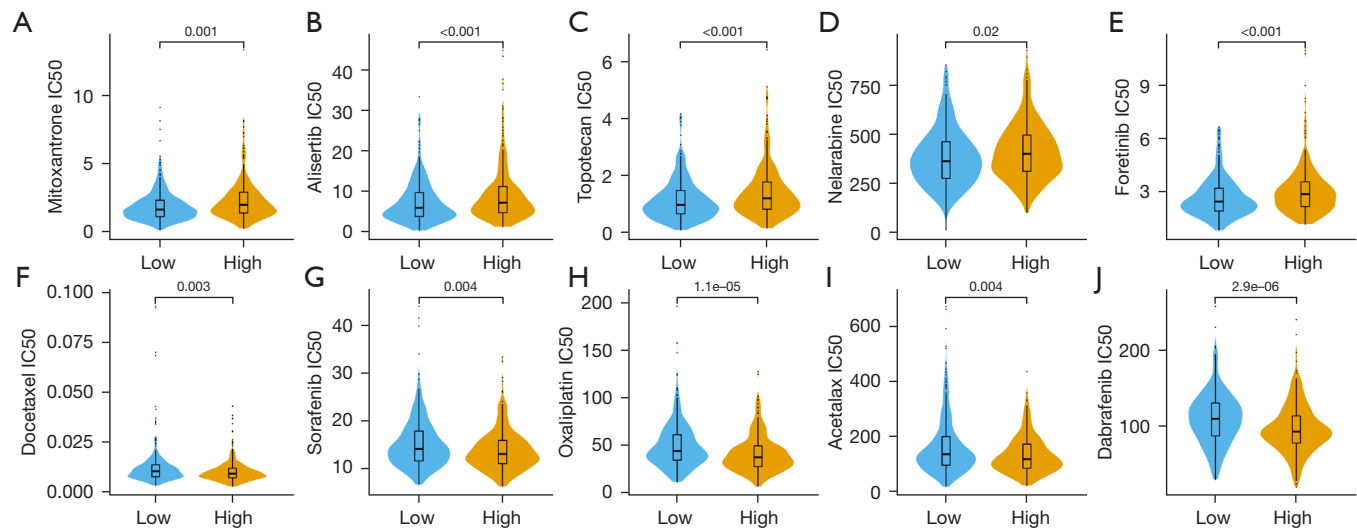 A
Mitoxantrone IC50
0.001
10
5
0
Low High
B
Alisertib IC50
<0.001
40
30
20
10
0
Low High
C
Topotecan IC50
<0.001
6
4
2
0
Low High
D
Nelarabine IC50
0.02
750
500
250
0
Low High
E
Foretinib IC50
<0.001
9
6
3
Low High
F
Docetaxel IC50
0.003
0.100
0.075
0.050
0.025
0.000
Low High
G
Sorafenib IC50
0.004
40
30
20
10
Low High
H
Oxaliplatin IC50
1.1e–05
200
150
100
50
0
Low High
I
Acetalax IC50
0.004
600
400
200
0
Low High
J
Dabrafenib IC50
2.9e–06
200
100
Low High